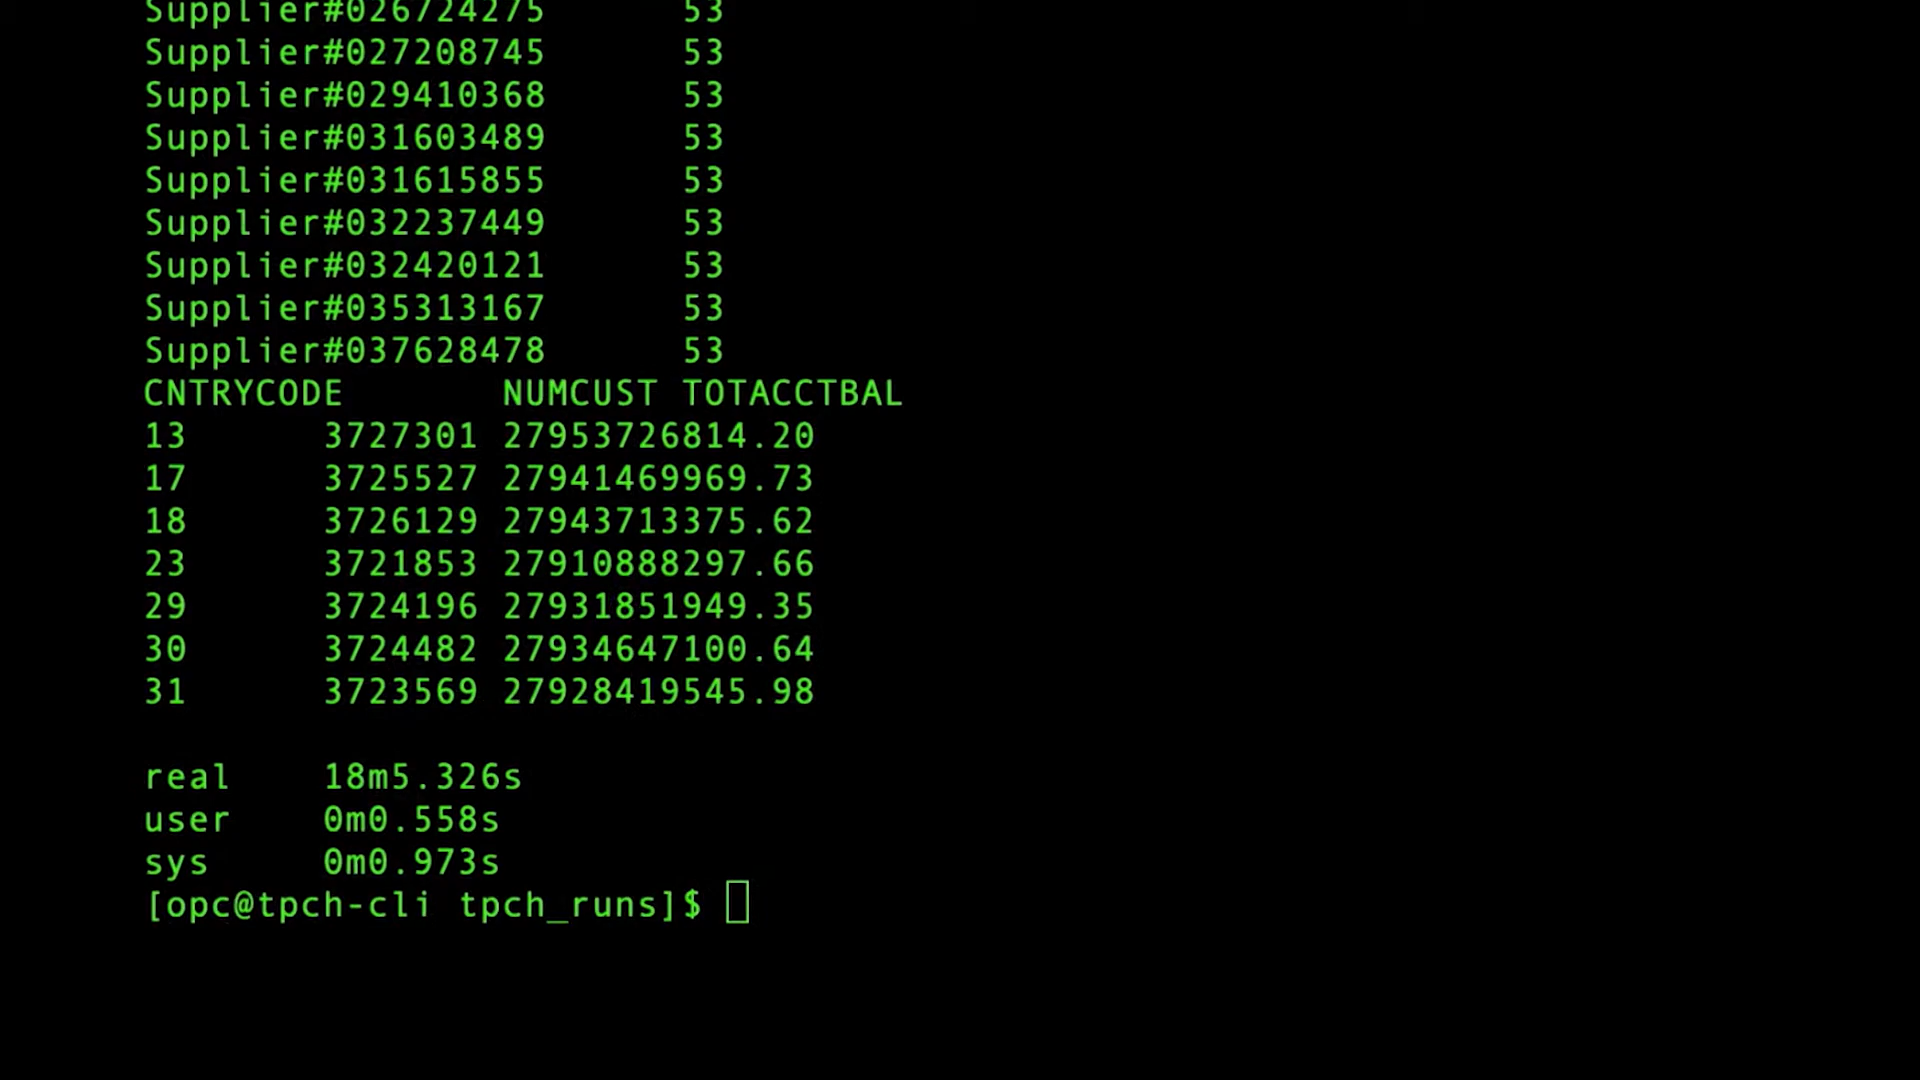 Supplier#026724275 53
Supplier#027208745 53
Supplier#029410368 53
Supplier#031603489 53
Supplier#031615855 53
Supplier#032237449 53
Supplier#032420121 53
Supplier#035313167 53
Supplier#037628478 53
CNTRYCODE NUMCUST TOTACCTBAL
13 3727301 27953726814.20
17 3725527 27941469969.73
18 3726129 27943713375.62
23 3721853 27910888297.66
29 3724196 27931851949.35
30 3724482 27934647100.64
31 3723569 27928419545.98
real 18m5.326s
user 0m0.558s
sys 0m0.973s
[opc@tpch-cli tpch_runs]$